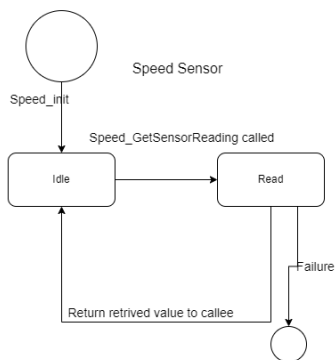 Speed Sensor
Speed_init
Speed_GetSensorReading called
Idle
Read
Failure
Return retrived value to callee